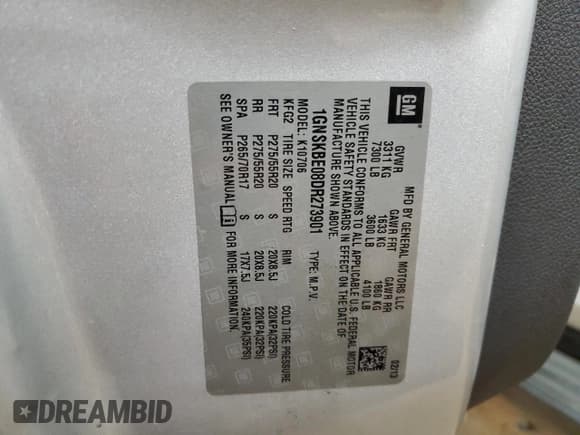 GM
MFD BY GENERAL MOTORS LLC
02/13
GVWR GAWR FRT GAWR RR
3311 KG 1633 KG 1860 KG
7300 LB 3600 LB 4100 LB
THIS VEHICLE CONFORMS TO ALL APPLICABLE U.S. FEDERAL MOTOR
VEHICLE SAFETY STANDARDS IN EFFECT ON THE DATE OF
MANUFACTURE SHOWN ABOVE.
1GNSKBE08DR273901 TYPE: M.P.V.
MODEL: K10706
KFG2 TIRE SIZE SPEED RTG RIM COLD TIRE PRESSURE
FRT P275/55R20 S 20X8.5J 220KPA(32PSI)
RR P275/55R20 S 20X8.5J 220KPA(32PSI)
SPA P265/70R17 S 17X7.5J 240KPA(35PSI)
SEE OWNER'S MANUAL FOR MORE INFORMATION.
DREAMBID